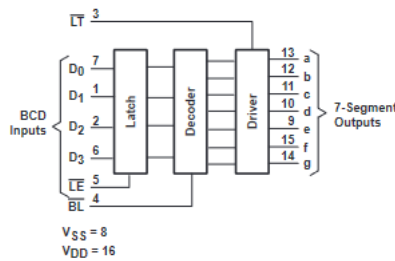 LT 3
D0 7
D1 1
D2 2
D3 6
LE 5
BL 4
BCD
Inputs
Latch
Decoder
Driver
13 a
12 b
11 c
10 d
9 e
15 f
14 g
7-Segment
Outputs
VSS = 8
VDD = 16